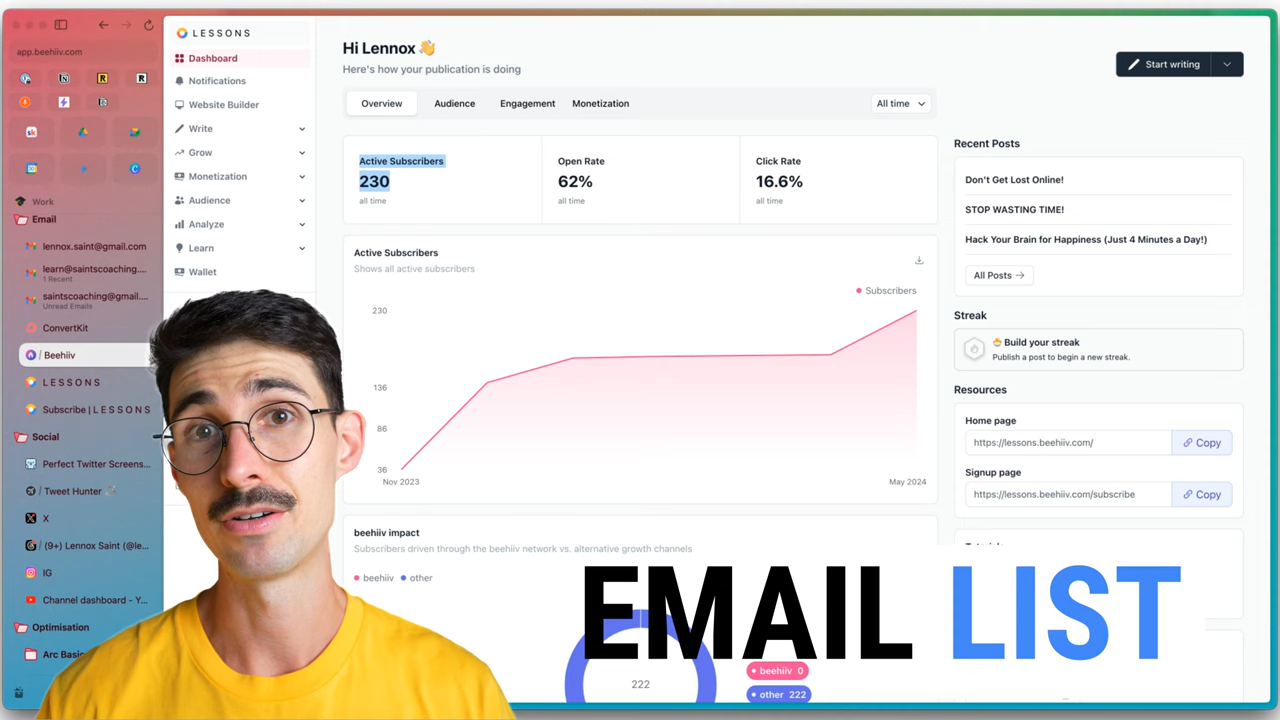 app.beehiiv.com
Work
Email
lennox.saint@gmail.com
learn@saintscoaching....
1 Recent
saintscoaching@gmail....
Unread Emails
ConvertKit
/ Beehiiv
L E S S O N S
Subscribe | L E S S O N S
Social
Perfect Twitter Screens...
/ Tweet Hunter
X
/ (9+) Lennox Saint (@le...
IG
Channel dashboard - Y...
Optimisation
Arc Basic
LESSONS
Dashboard
Notifications
Website Builder
Write
Grow
Monetization
Audience
Analyze
Learn
Wallet
Hi Lennox 👋
Here's how your publication is doing
Start writing
Overview Audience Engagement Monetization
All time
Active Subscribers
230
all time
Open Rate
62%
all time
Click Rate
16.6%
all time
Active Subscribers
Shows all active subscribers
Subscribers
230
136
86
36
Nov 2023
May 2024
beehiiv impact
Subscribers driven through the beehiiv network vs. alternative growth channels
beehiiv other
222
beehiiv 0
other 222
Recent Posts
Don't Get Lost Online!
STOP WASTING TIME!
Hack Your Brain for Happiness (Just 4 Minutes a Day!)
All Posts →
Streak
Build your streak
Publish a post to begin a new streak.
Resources
Home page
https://lessons.beehiiv.com/
Copy
Signup page
https://lessons.beehiiv.com/subscribe
Copy
EMAIL LIST